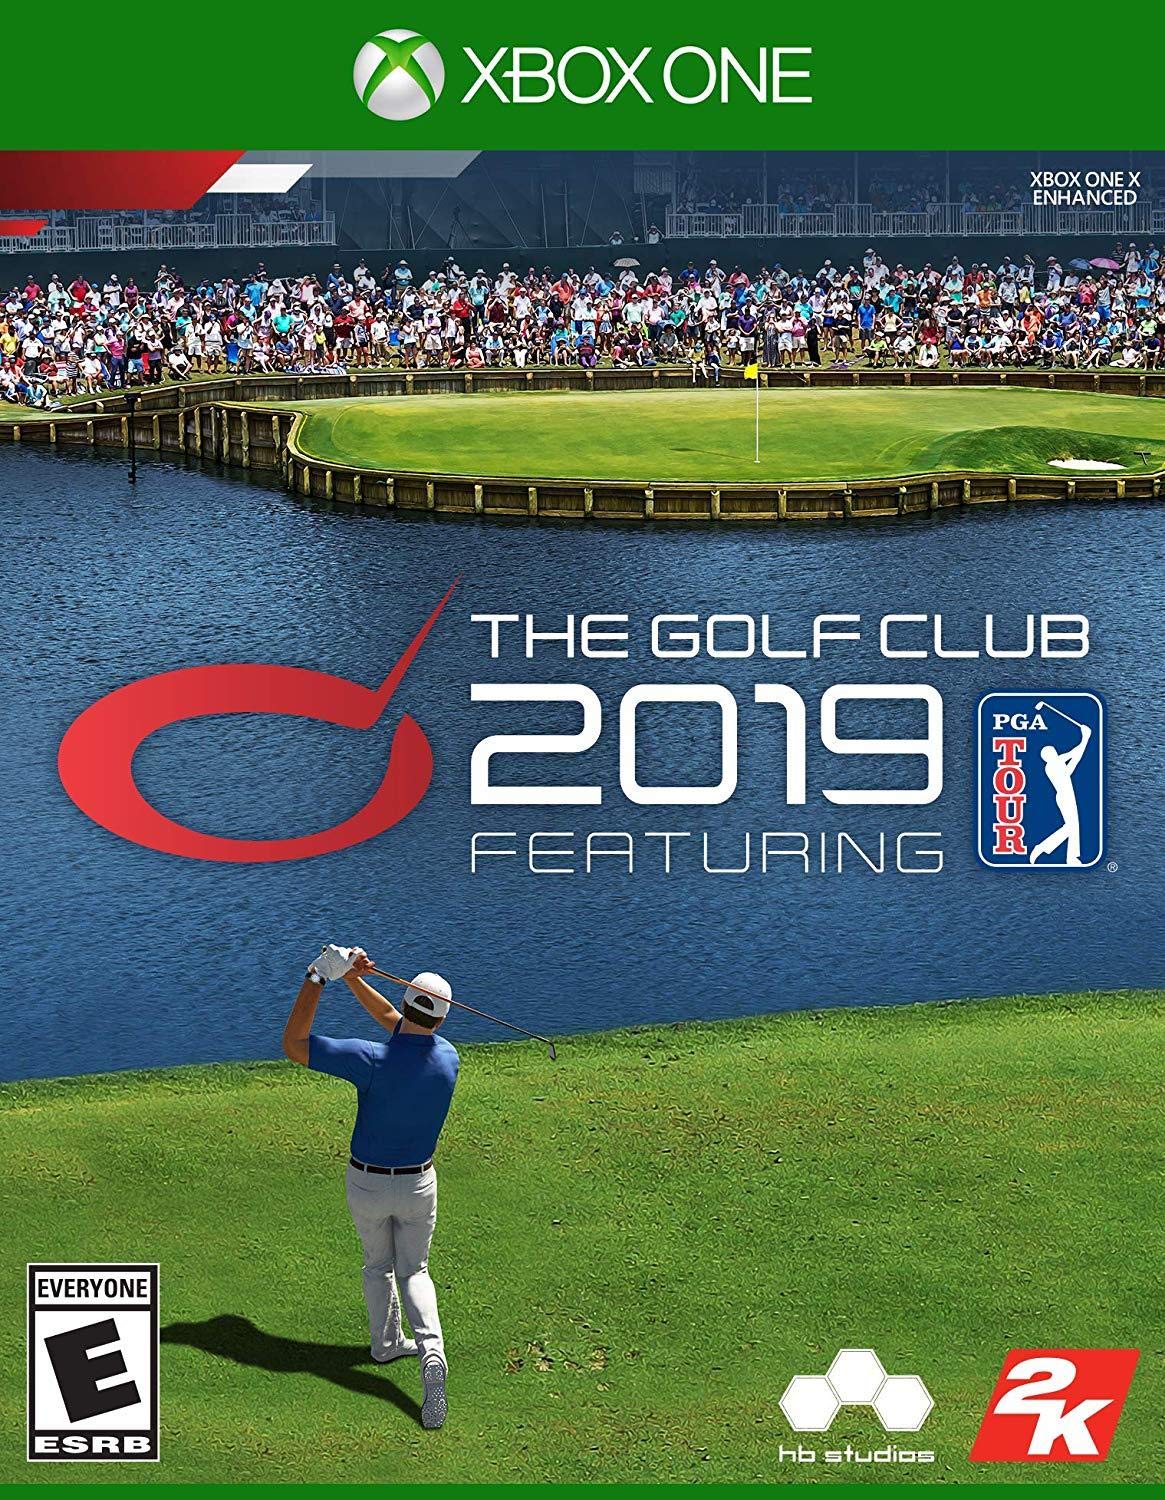 XBOX ONE
XBOX ONE X
ENHANCED
THE GOLF CLUB
2019
FEATURING
PGA
TOUR
®
EVERYONE
E
ESRB
hb studios
2K